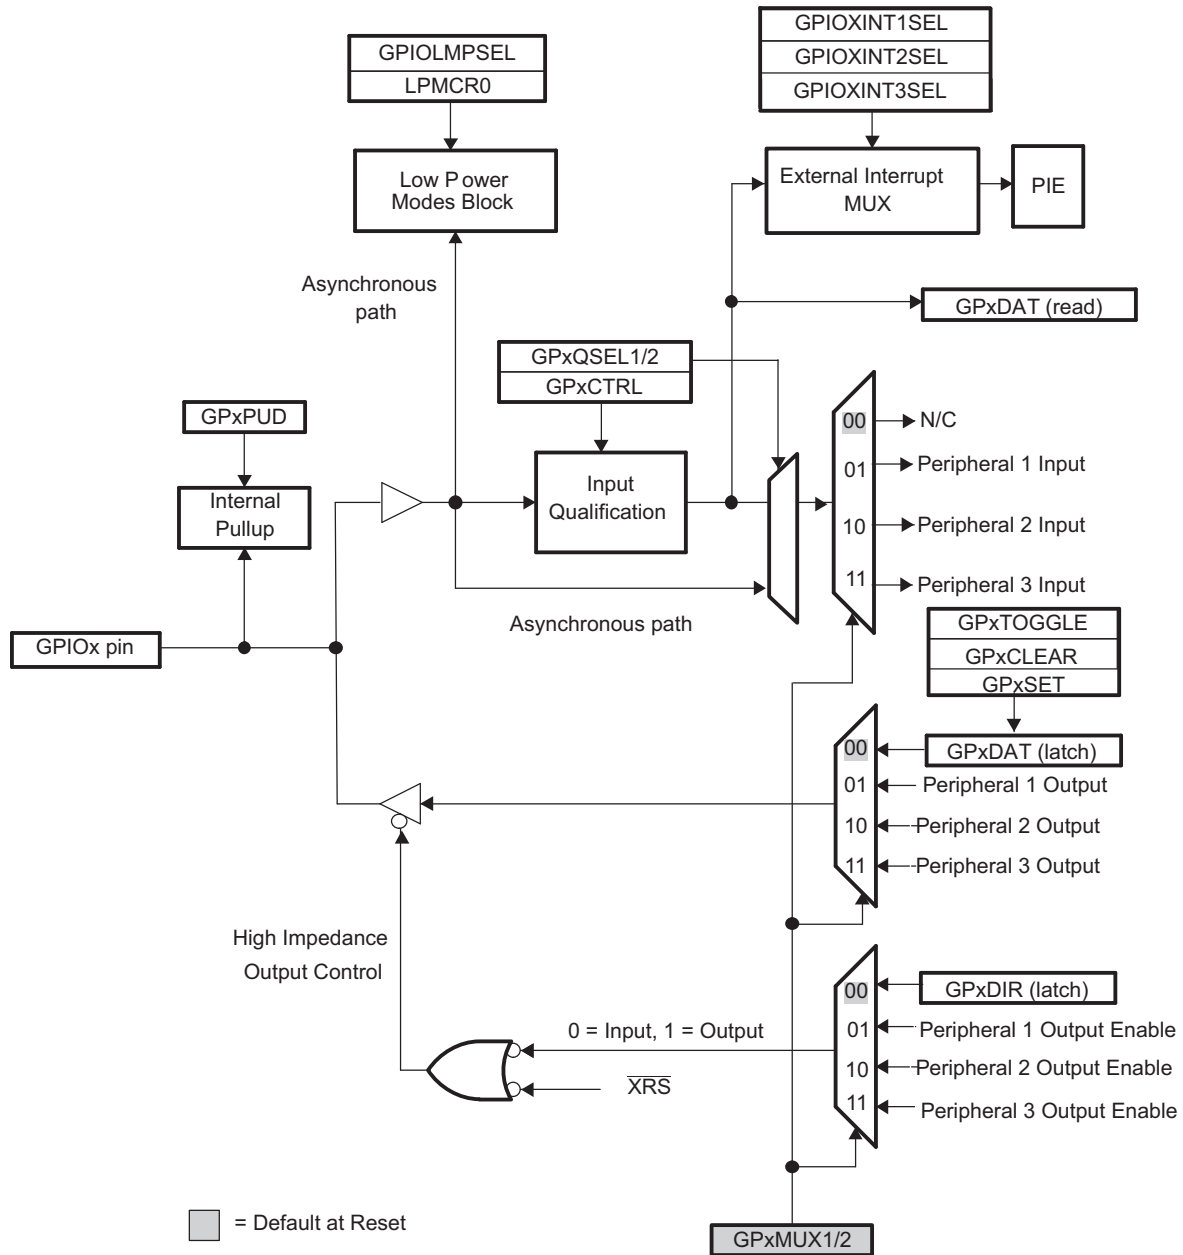 GPIOXINT1SEL
GPIOXINT2SEL
GPIOXINT3SEL
GPIOLMPSEL
LPMCR0
Low Power
Modes Block
External Interrupt
MUX
PIE
Asynchronous
path
GPxDAT (read)
GPxQSEL1/2
GPxCTRL
GPxPUD
Internal
Pullup
Input
Qualification
00
N/C
01
Peripheral 1 Input
10
Peripheral 2 Input
11
Peripheral 3 Input
Asynchronous path
GPIOx pin
GPxTOGGLE
GPxCLEAR
GPxSET
00
GPxDAT (latch)
01
Peripheral 1 Output
10
Peripheral 2 Output
11
Peripheral 3 Output
High Impedance
Output Control
00
GPxDIR (latch)
0 = Input, 1 = Output
01
Peripheral 1 Output Enable
10
Peripheral 2 Output Enable
XRS
11
Peripheral 3 Output Enable
= Default at Reset
GPxMUX1/2